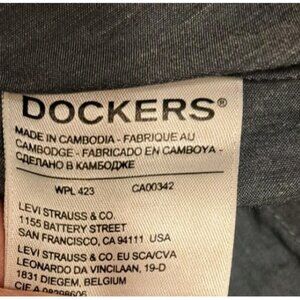 DOCKERS®
MADE IN CAMBODIA - FABRIQUE AU
CAMBODGE - FABRICADO EN CAMBOYA -
СДЕЛАНО В КАМБОДЖЕ
WPL 423 CA00342
LEVI STRAUSS & CO.
1155 BATTERY STREET
SAN FRANCISCO, CA 94111 USA
LEVI STRAUSS & CO. EU SCA/CVA
LEONARDO DA VINCILAAN, 19-D
1831 DIEGEM, BELGIUM
CIF A 08298606